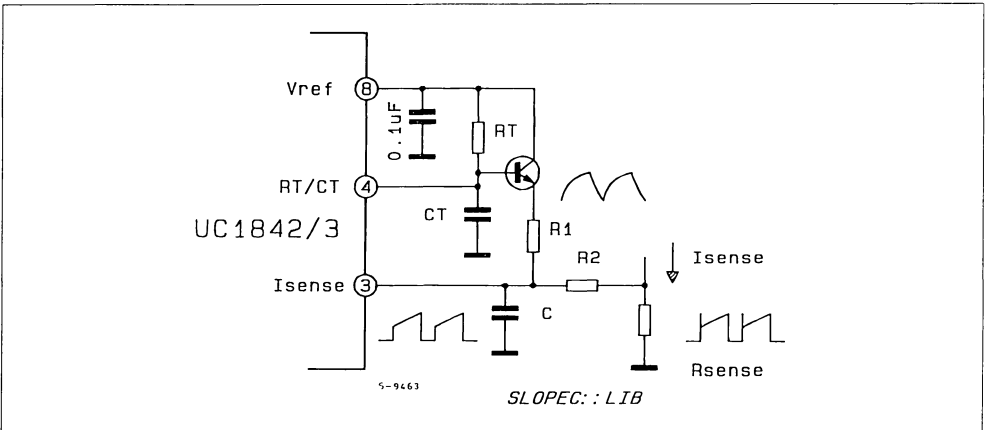 Vref
8
0.1uF
RT
RT/CT
4
CT
UC1842/3
R1
R2
Isense
Isense
3
C
Rsense
S-9463
SLOPEC::LIB